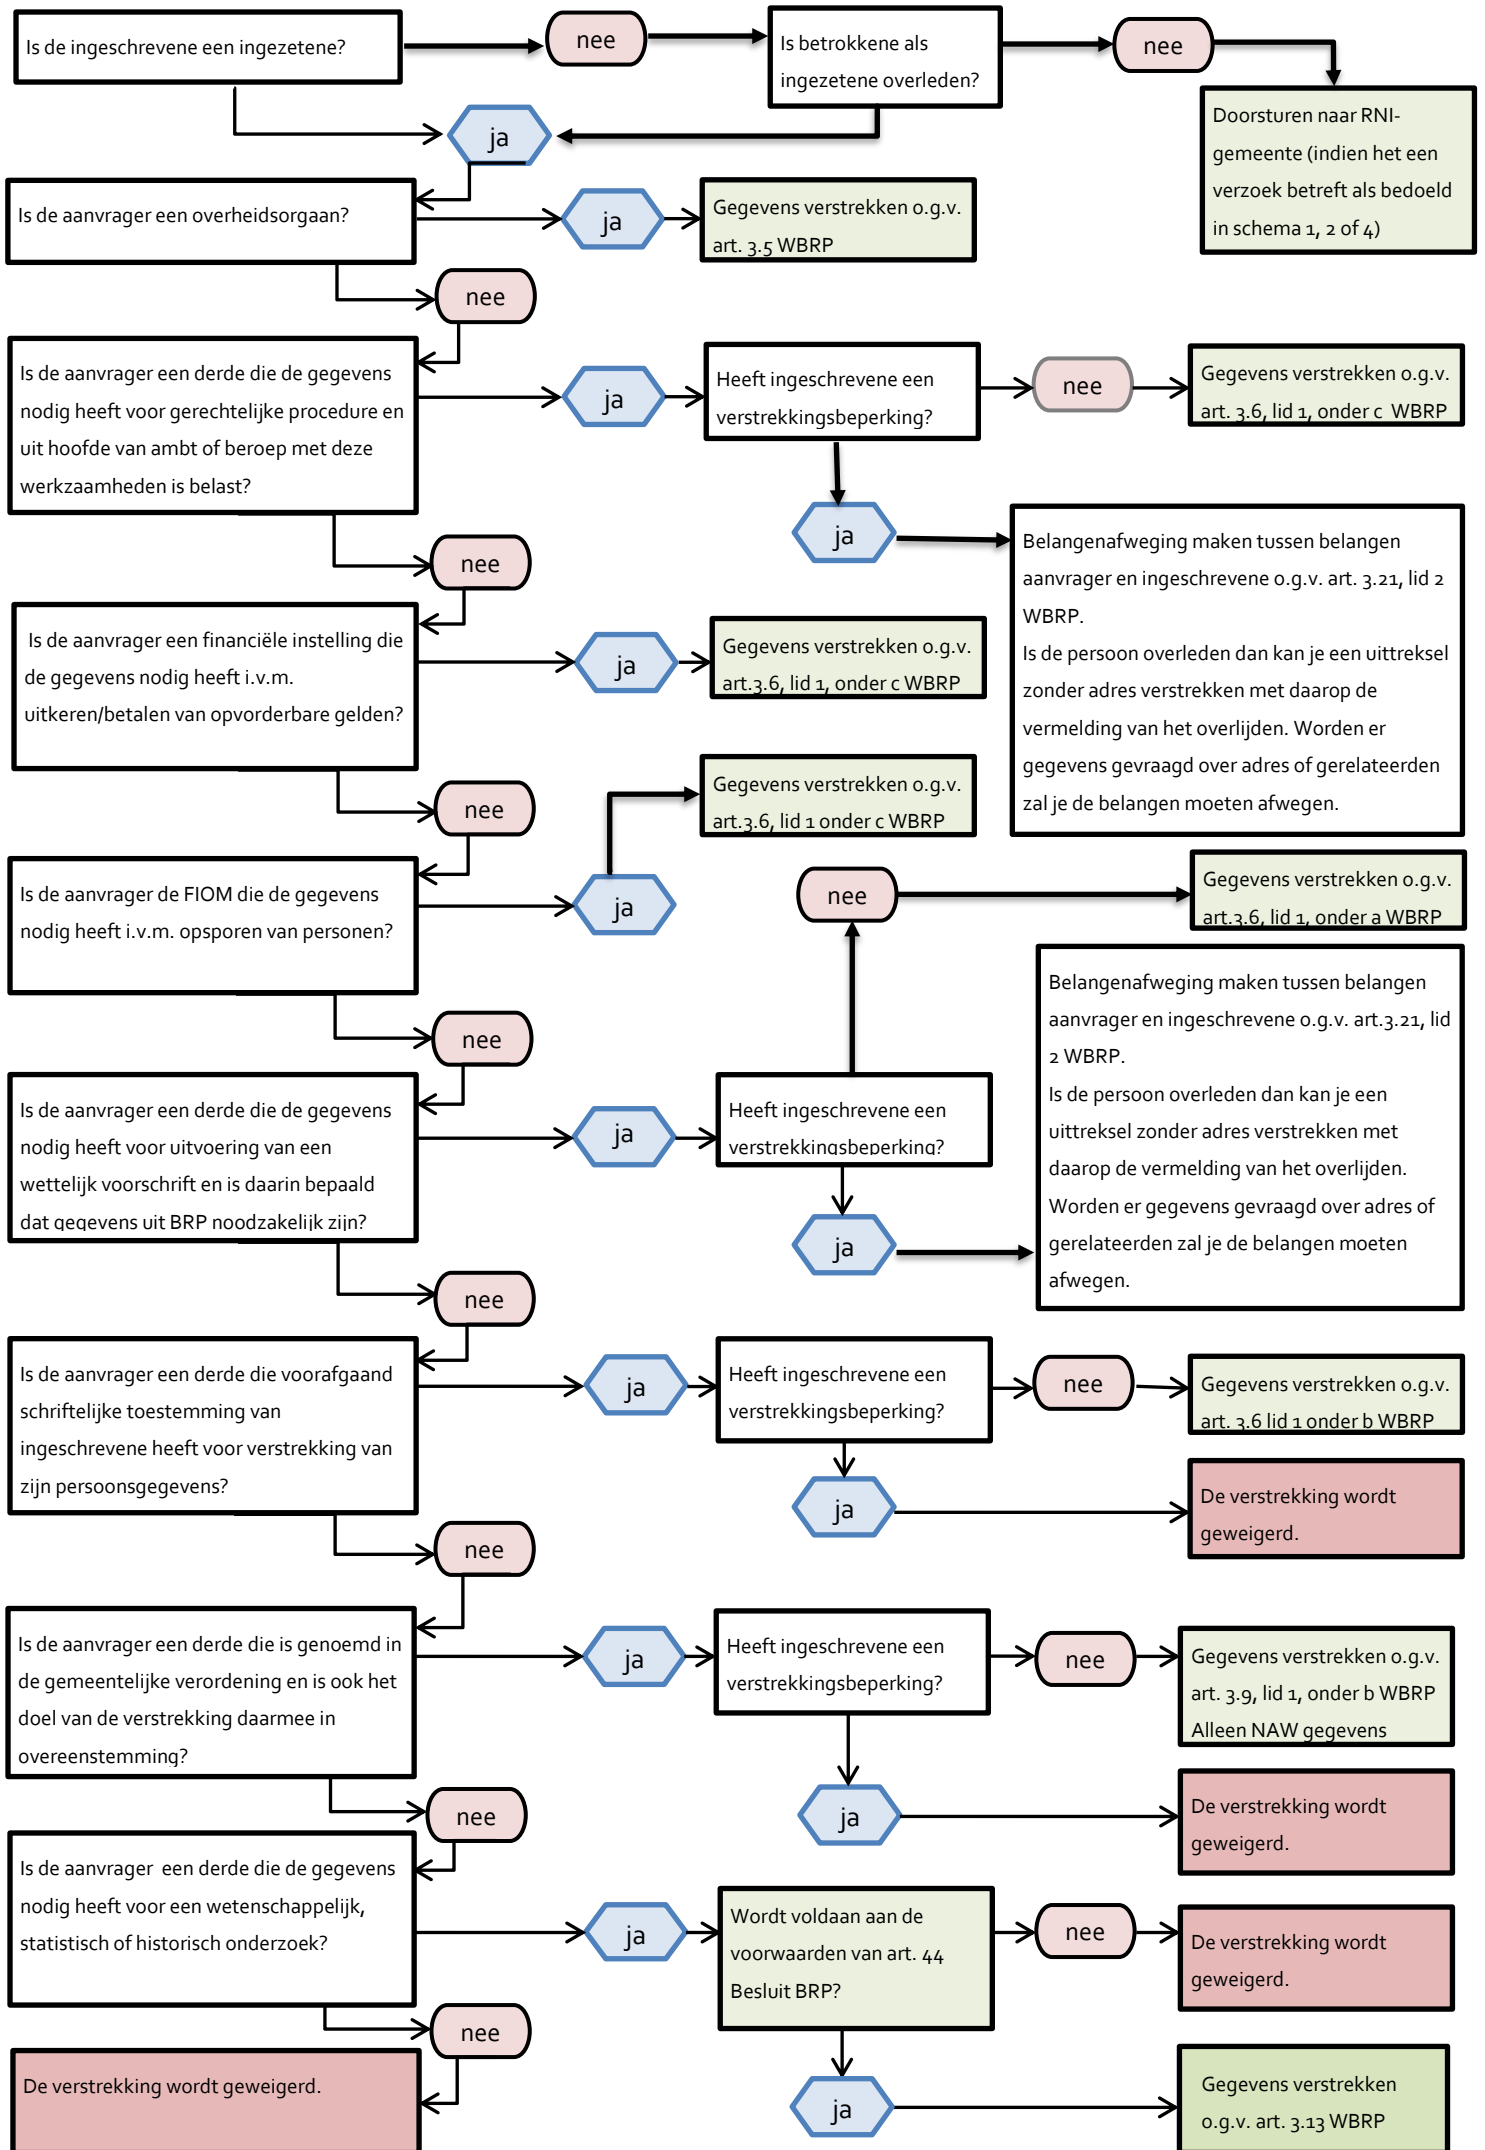 Is de ingeschrevene een ingezetene?
nee
Is betrokkene als
ingezetene overleden?
nee
Doorsturen naar RNI-
gemeente (indien het een
verzoek betreft als bedoeld
in schema 1, 2 of 4)
ja
Is de aanvrager een overheidsorgaan?
ja
Gegevens verstrekken o.g.v.
art. 3.5 WBRP
nee
Is de aanvrager een derde die de gegevens
nodig heeft voor gerechtelijke procedure en
uit hoofde van ambt of beroep met deze
werkzaamheden is belast?
ja
Heeft ingeschrevene een
verstrekkingsbeperking?
nee
Gegevens verstrekken o.g.v.
art. 3.6, lid 1, onder c WBRP
ja
Belangenafweging maken tussen belangen
aanvrager en ingeschrevene o.g.v. art. 3.21, lid 2
WBRP.
Is de persoon overleden dan kan je een uittreksel
zonder adres verstrekken met daarop de
vermelding van het overlijden. Worden er
gegevens gevraagd over adres of gerelateerden
zal je de belangen moeten afwegen.
nee
Is de aanvrager een financiële instelling die
de gegevens nodig heeft i.v.m.
uitkeren/betalen van opvorderbare gelden?
ja
Gegevens verstrekken o.g.v.
art.3.6, lid 1, onder c WBRP
nee
Is de aanvrager de FIOM die de gegevens
nodig heeft i.v.m. opsporen van personen?
ja
Gegevens verstrekken o.g.v.
art.3.6, lid 1 onder c WBRP
nee
Is de aanvrager een derde die de gegevens
nodig heeft voor uitvoering van een
wettelijk voorschrift en is daarin bepaald
dat gegevens uit BRP noodzakelijk zijn?
ja
Heeft ingeschrevene een
verstrekkingsbeperking?
nee
Gegevens verstrekken o.g.v.
art.3.6, lid 1, onder a WBRP
ja
Belangenafweging maken tussen belangen
aanvrager en ingeschrevene o.g.v. art.3.21, lid
2 WBRP.
Is de persoon overleden dan kan je een
uittreksel zonder adres verstrekken met
daarop de vermelding van het overlijden.
Worden er gegevens gevraagd over adres of
gerelateerden zal je de belangen moeten
afwegen.
nee
Is de aanvrager een derde die voorafgaand
schriftelijke toestemming van
ingeschrevene heeft voor verstrekking van
zijn persoonsgegevens?
ja
Heeft ingeschrevene een
verstrekkingsbeperking?
nee
Gegevens verstrekken o.g.v.
art. 3.6 lid 1 onder b WBRP
ja
De verstrekking wordt
geweigerd.
nee
Is de aanvrager een derde die is genoemd in
de gemeentelijke verordening en is ook het
doel van de verstrekking daarmee in
overeenstemming?
ja
Heeft ingeschrevene een
verstrekkingsbeperking?
nee
Gegevens verstrekken o.g.v.
art. 3.9, lid 1, onder b WBRP
Alleen NAW gegevens
ja
De verstrekking wordt
geweigerd.
nee
Is de aanvrager een derde die de gegevens
nodig heeft voor een wetenschappelijk,
statistisch of historisch onderzoek?
ja
Wordt voldaan aan de
voorwaarden van art. 44
Besluit BRP?
nee
De verstrekking wordt
geweigerd.
ja
Gegevens verstrekken
o.g.v. art. 3.13 WBRP
nee
De verstrekking wordt geweigerd.